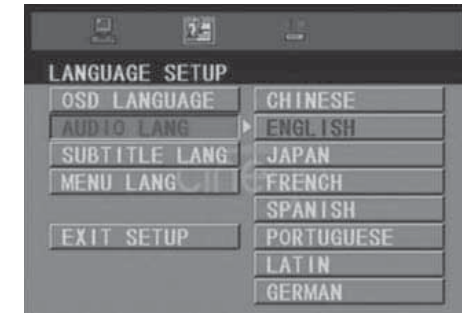 LANGUAGE SETUP
OSD LANGUAGE
AUDIO LANG
SUBTITLE LANG
MENU LANG
EXIT SETUP
CHINESE
ENGLISH
JAPAN
FRENCH
SPANISH
PORTUGUESE
LATIN
GERMAN